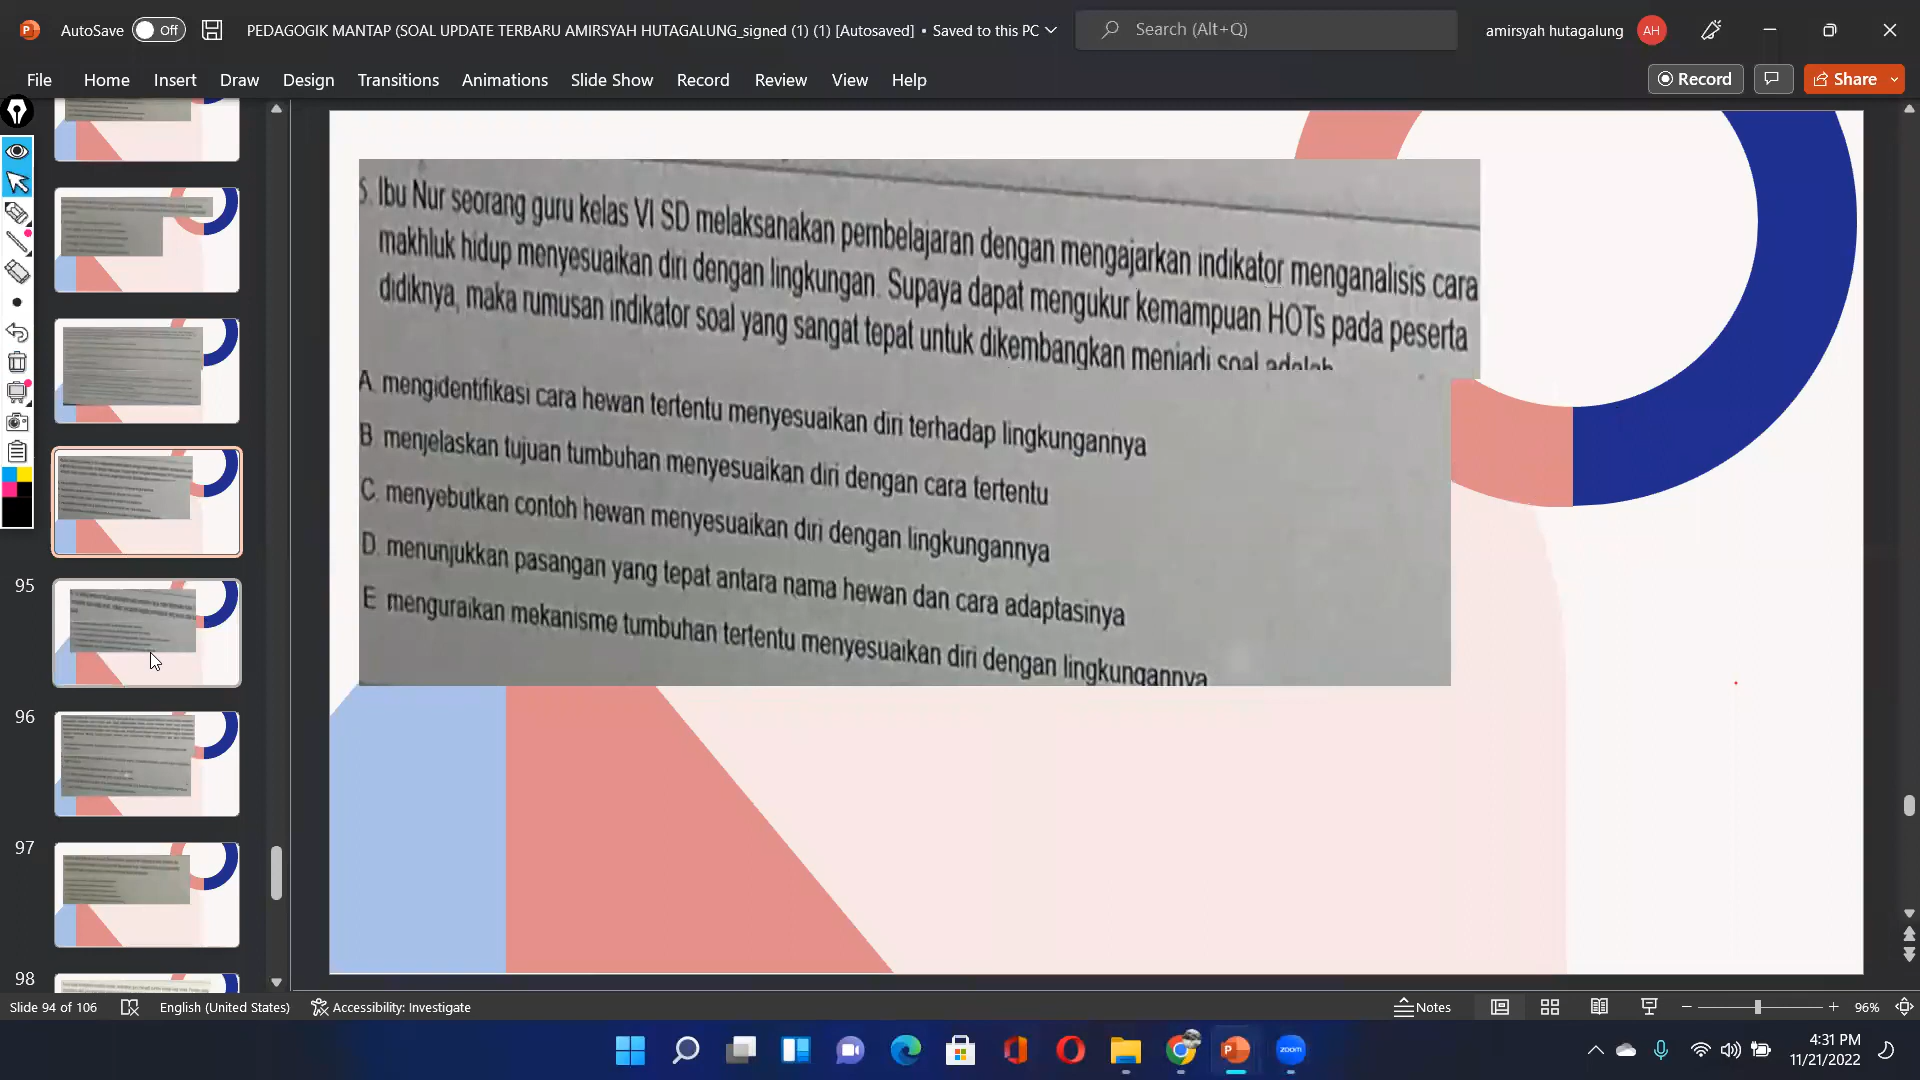 AutoSave Off PEDAGOGIK MANTAP (SOAL UPDATE TERBARU AMIRSYAH HUTAGALUNG_signed (1) (1) [Autosaved] • Saved to this PC Search (Alt+Q) amirsyah hutagalung AH
File Home Insert Draw Design Transitions Animations Slide Show Record Review View Help Record Share
5. Ibu Nur seorang guru kelas VI SD melaksanakan pembelajaran dengan mengajarkan indikator menganalisis cara
makhluk hidup menyesuaikan diri dengan lingkungan. Supaya dapat mengukur kemampuan HOTs pada peserta
didiknya, maka rumusan indikator soal yang sangat tepat untuk dikembangkan menjadi soal adalah
A. mengidentifikasi cara hewan tertentu menyesuaikan diri terhadap lingkungannya
B. menjelaskan tujuan tumbuhan menyesuaikan diri dengan cara tertentu
C. menyebutkan contoh hewan menyesuaikan diri dengan lingkungannya
D. menunjukkan pasangan yang tepat antara nama hewan dan cara adaptasinya
E menguraikan mekanisme tumbuhan tertentu menyesuaikan diri dengan lingkungannya
95
96
97
98
Slide 94 of 106 English (United States) Accessibility: Investigate Notes 96%
zoom
4:31 PM
11/21/2022